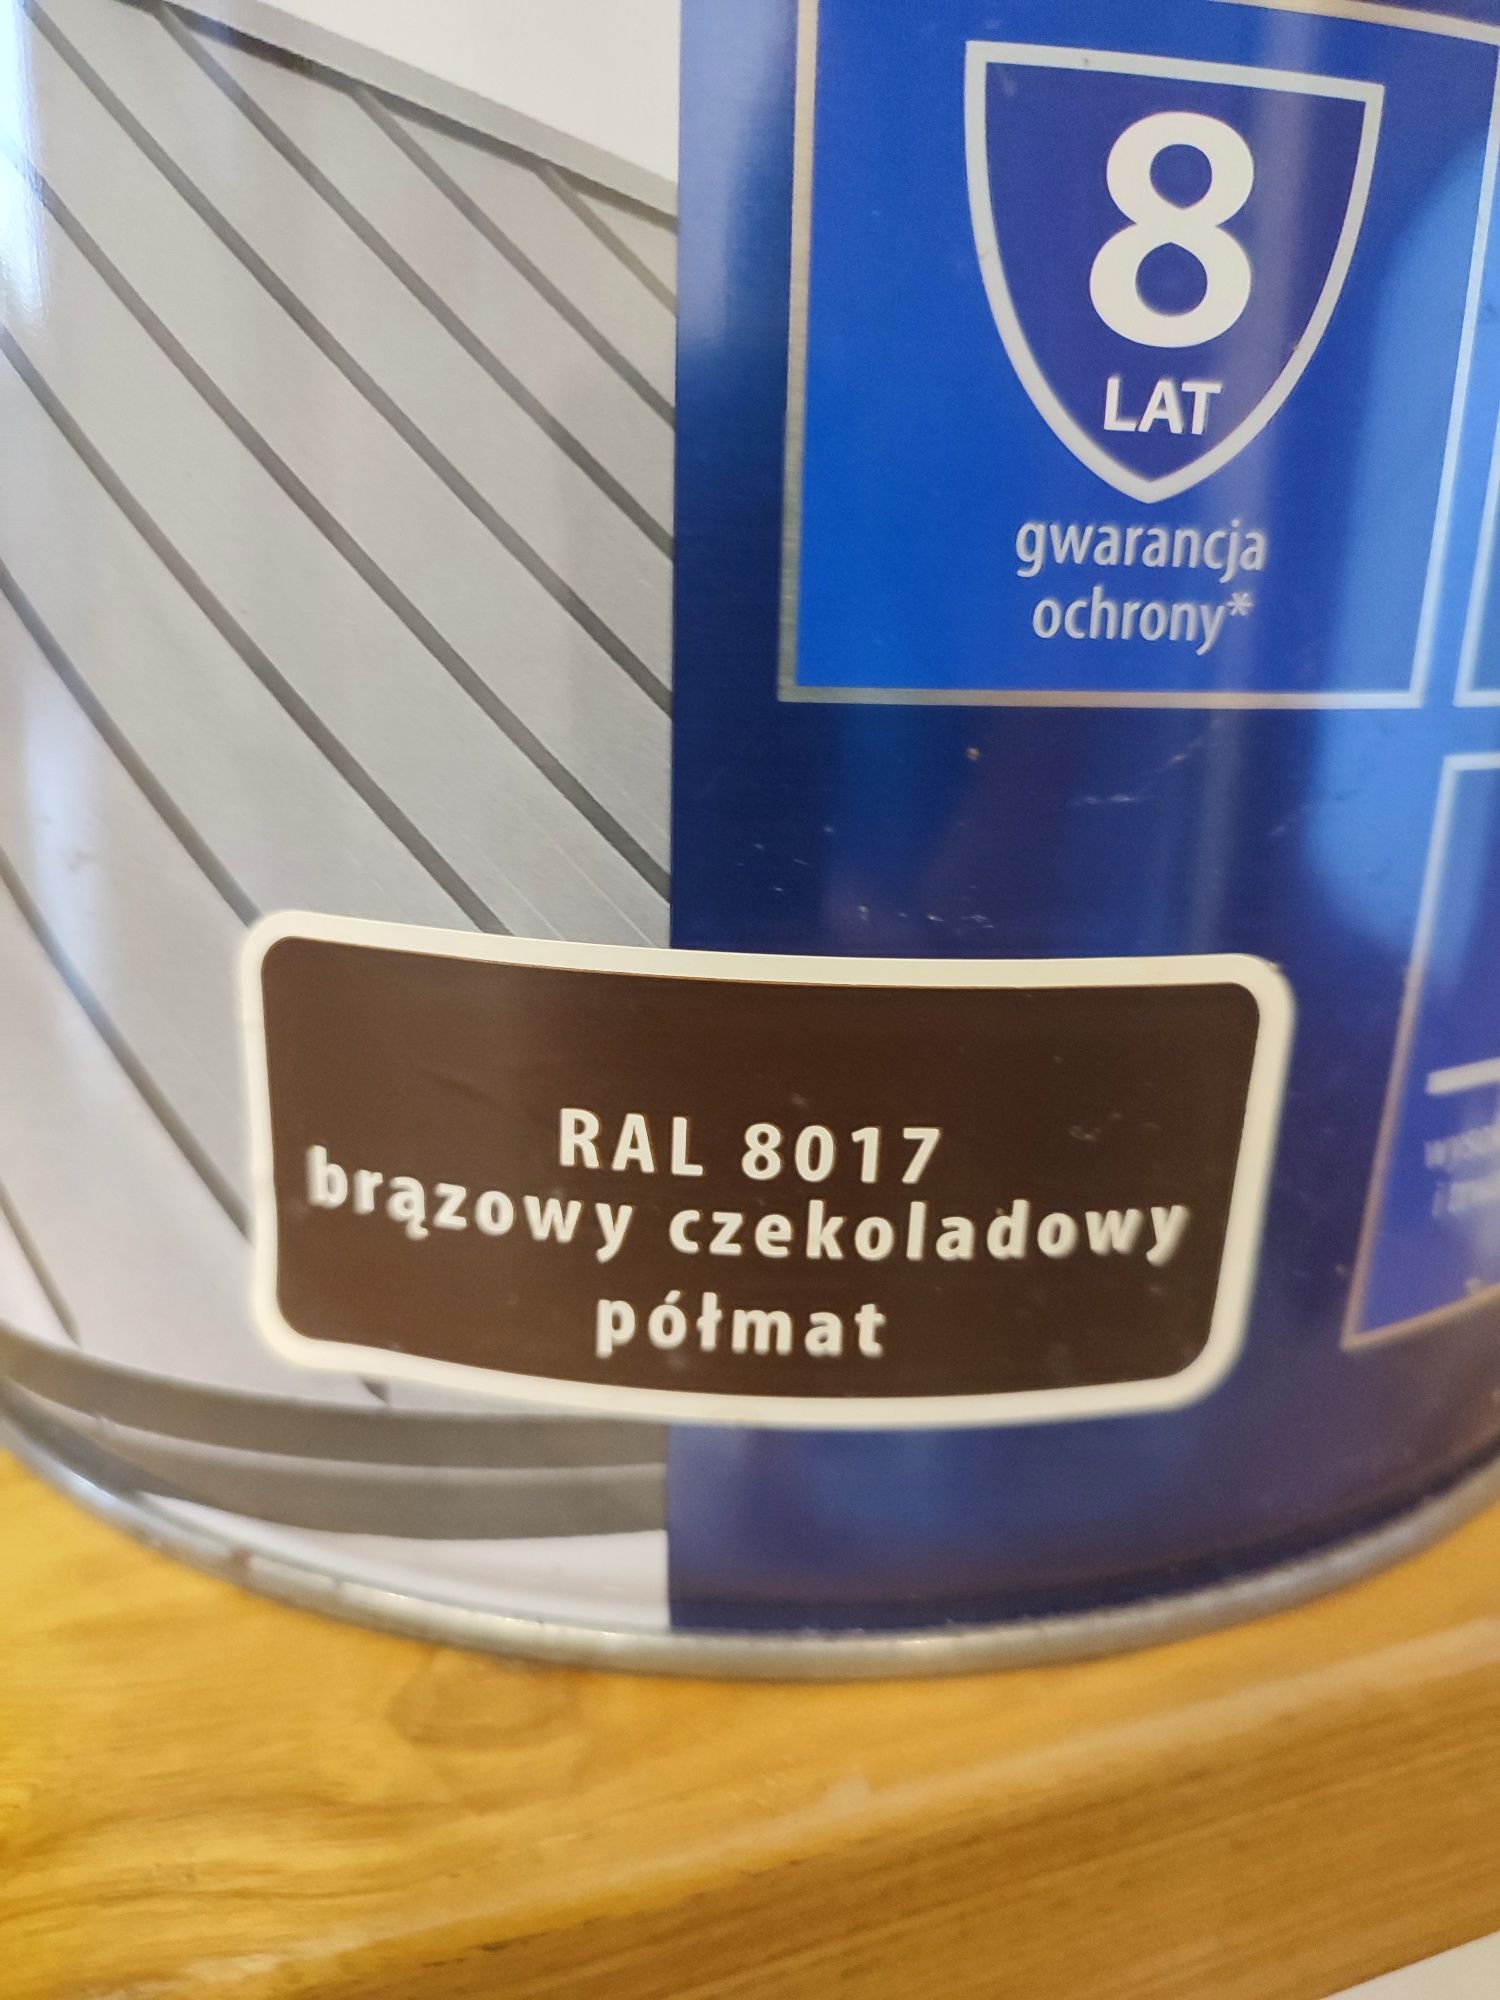 8
LAT
gwarancja
ochrony*
RAL 8017
brązowy czekoladowy
półmat